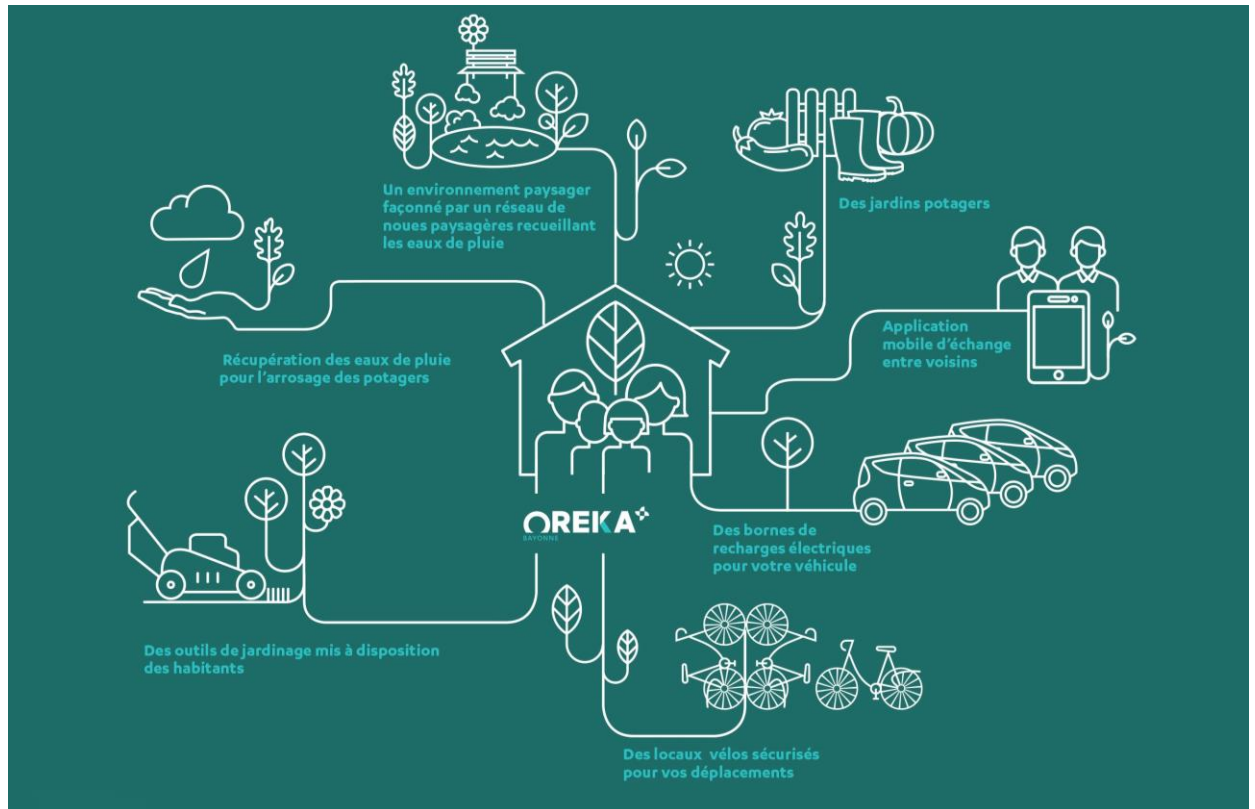 Un environnement paysager
façonné par un réseau de
noues paysagères recueillant
les eaux de pluie
Des jardins potagers
Application
mobile d'échange
entre voisins
Récupération des eaux de pluie
pour l'arrosage des potagers
OREKA
BAYONNE
Des bornes de
recharges électriques
pour votre véhicule
Des outils de jardinage mis à disposition
des habitants
Des locaux vélos sécurisés
pour vos déplacements